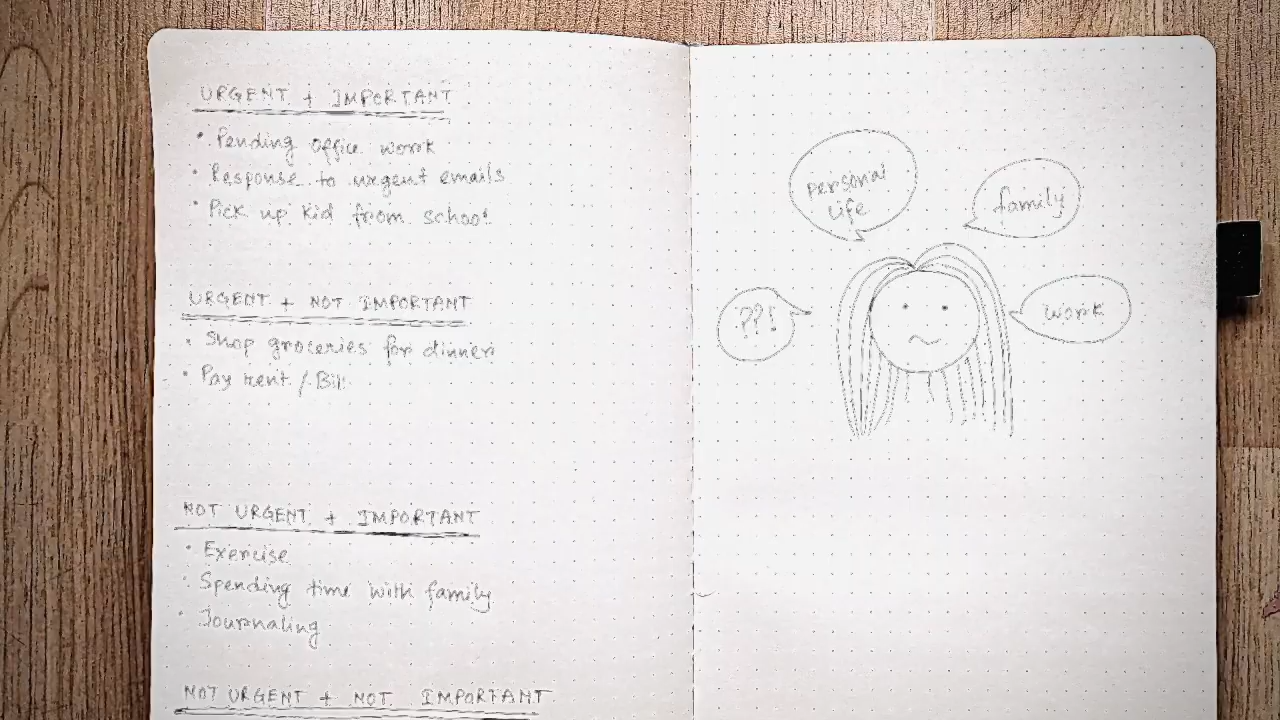 URGENT + IMPORTANT
• Pending office work
• Response to urgent emails
• Pick up kid from school
URGENT + NOT IMPORTANT
• Shop groceries for dinner
• Pay rent / Bill
NOT URGENT + IMPORTANT
• Exercise
• Spending time with family
• Journaling
NOT URGENT + NOT IMPORTANT
personal
life
family
??!
work